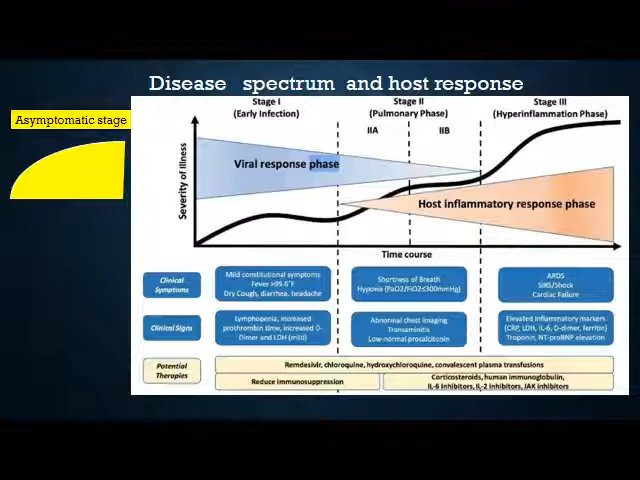 Disease spectrum and host response
Asymptomatic stage
Stage I
(Early Infection)
Stage II
(Pulmonary Phase)
Stage III
(Hyperinflammation Phase)
IIA
IIB
Severity of Illness
Viral response phase
Host inflammatory response phase
Time course
Clinical
Symptoms
Mild constitutional symptoms
Fever >99.6°F
Dry Cough, diarrhea, headache
Shortness of Breath
Hypoxia (PaO2/FiO2≤300mmHg)
ARDS
SIRS/Shock
Cardiac Failure
Clinical Signs
Lymphopenia, increased
prothrombin time, increased D-
Dimer and LDH (mild)
Abnormal chest imaging
Transaminitis
Low-normal procalcitonin
Elevated inflammatory markers
(CRP, LDH, IL-6, D-dimer, ferritin)
Troponin, NT-proBNP elevation
Potential
Therapies
Remdesivir, chloroquine, hydroxychloroquine, convalescent plasma transfusions
Reduce immunosuppression
Corticosteroids, human immunoglobulin,
IL-6 inhibitors, IL-2 inhibitors, JAK inhibitors